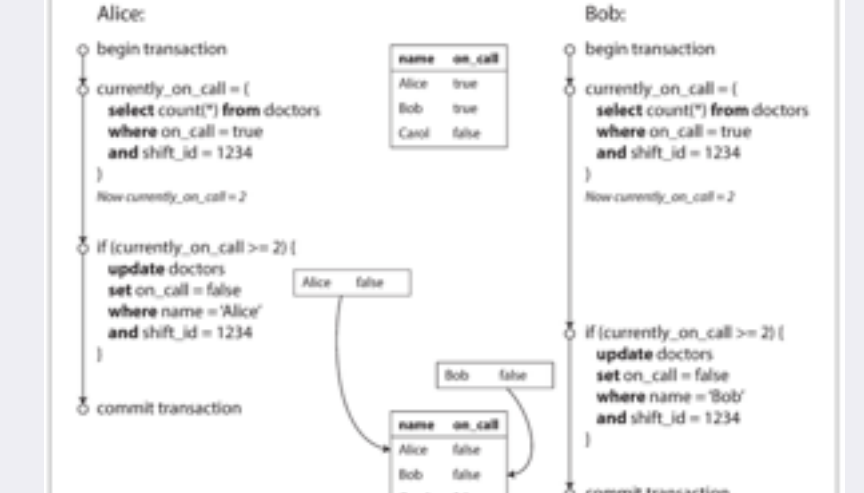 Alice:
begin transaction
currently_on_call = (
select count(*) from doctors
where on_call = true
and shift_id = 1234
)
Now currently_on_call = 2
if (currently_on_call >= 2) {
update doctors
set on_call = false
where name = 'Alice'
and shift_id = 1234
}
commit transaction
name on_call
Alice true
Bob true
Carol false
Alice false
Bob false
name on_call
Alice false
Bob false
Bob:
begin transaction
currently_on_call = (
select count(*) from doctors
where on_call = true
and shift_id = 1234
)
Now currently_on_call = 2
if (currently_on_call >= 2) {
update doctors
set on_call = false
where name = 'Bob'
and shift_id = 1234
}
commit transaction